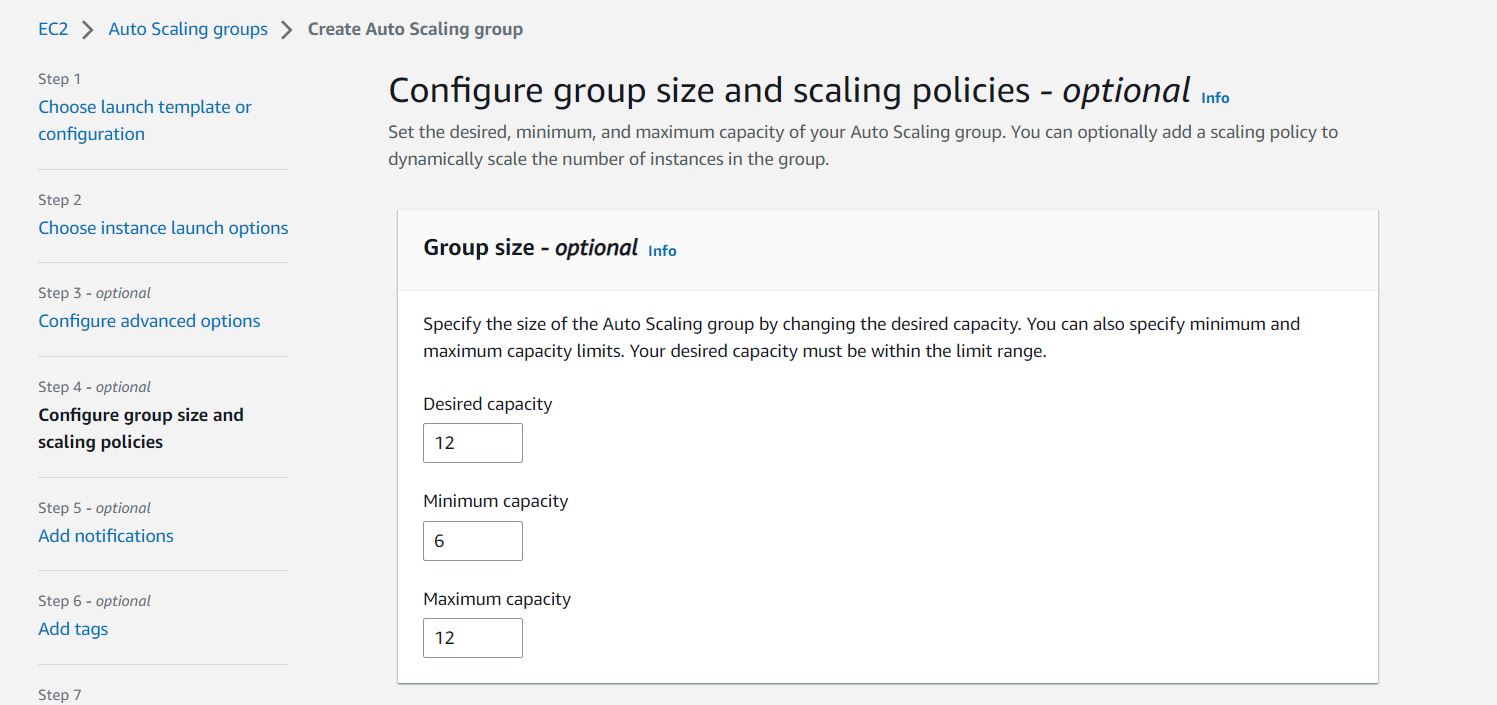 EC2 > Auto Scaling groups > Create Auto Scaling group
Step 1
Choose launch template or
configuration
Step 2
Choose instance launch options
Step 3 - optional
Configure advanced options
Step 4 - optional
Configure group size and
scaling policies
Step 5 - optional
Add notifications
Step 6 - optional
Add tags
Step 7
Configure group size and scaling policies - optional Info
Set the desired, minimum, and maximum capacity of your Auto Scaling group. You can optionally add a scaling policy to
dynamically scale the number of instances in the group.
Group size - optional Info
Specify the size of the Auto Scaling group by changing the desired capacity. You can also specify minimum and
maximum capacity limits. Your desired capacity must be within the limit range.
Desired capacity
12
Minimum capacity
6
Maximum capacity
12